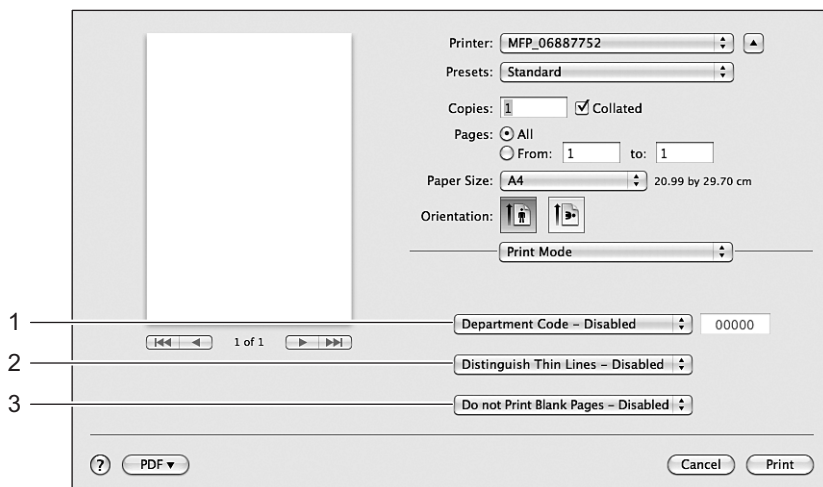 Printer: MFP_06887752
Presets: Standard
Copies: 1 Collated
Pages: All
From: 1 to: 1
Paper Size: A4 20.99 by 29.70 cm
Orientation:
Print Mode
1 Department Code – Disabled 00000
1 of 1
2 Distinguish Thin Lines – Disabled
3 Do not Print Blank Pages – Disabled
? PDF Cancel Print